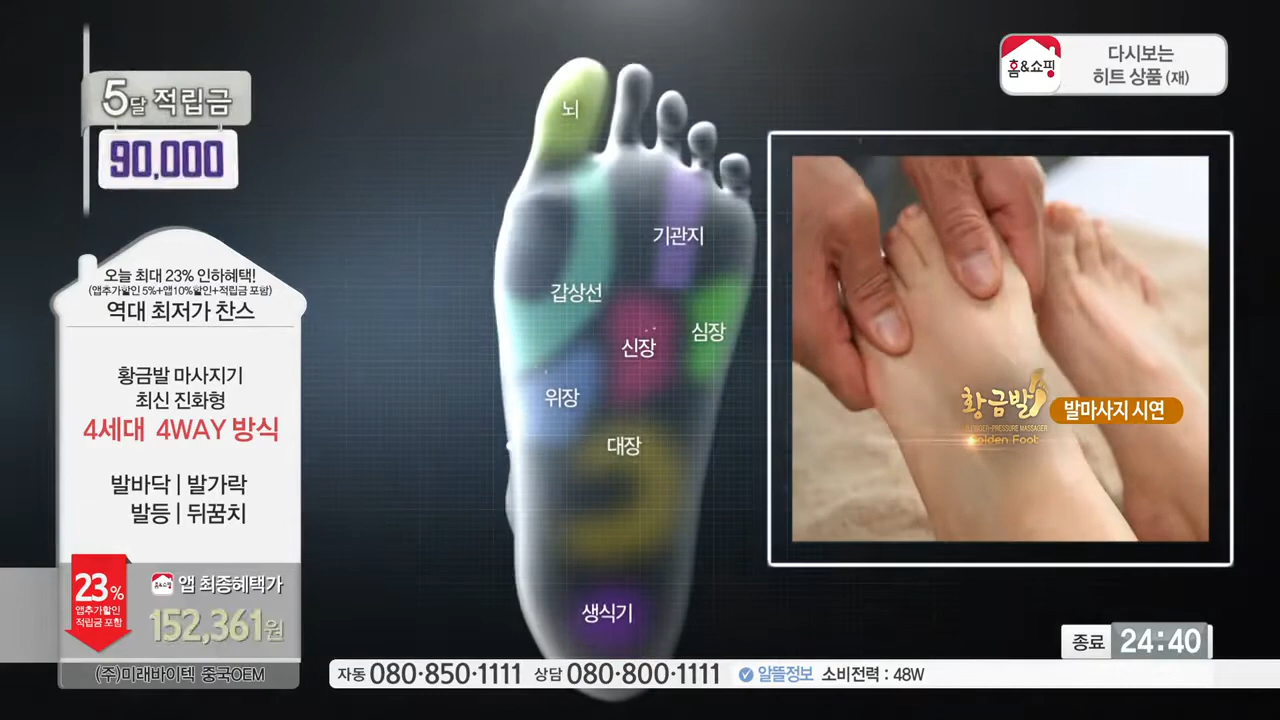 5달 적립금
90,000
홈&쇼핑
다시보는
히트 상품 (재)
오늘 최대 23% 인하혜택!
(앱추가할인 5%+앱10%할인+적립금 포함)
역대 최저가 찬스
황금발 마사지기
최신 진화형
4세대 4WAY 방식
발바닥 | 발가락
발등 | 뒤꿈치
23%
앱추가할인
적립금 포함
홈&쇼핑
앱 최종혜택가
152,361원
(주)미래바이텍 중국OEM
뇌
기관지
갑상선
심장
신장
위장
대장
생식기
황금발
FINGER-PRESSURE MASSAGER
Golden Foot
발마사지 시연
종료 24:40
자동 080·850·1111 상담 080·800·1111 알뜰정보 소비전력 : 48W